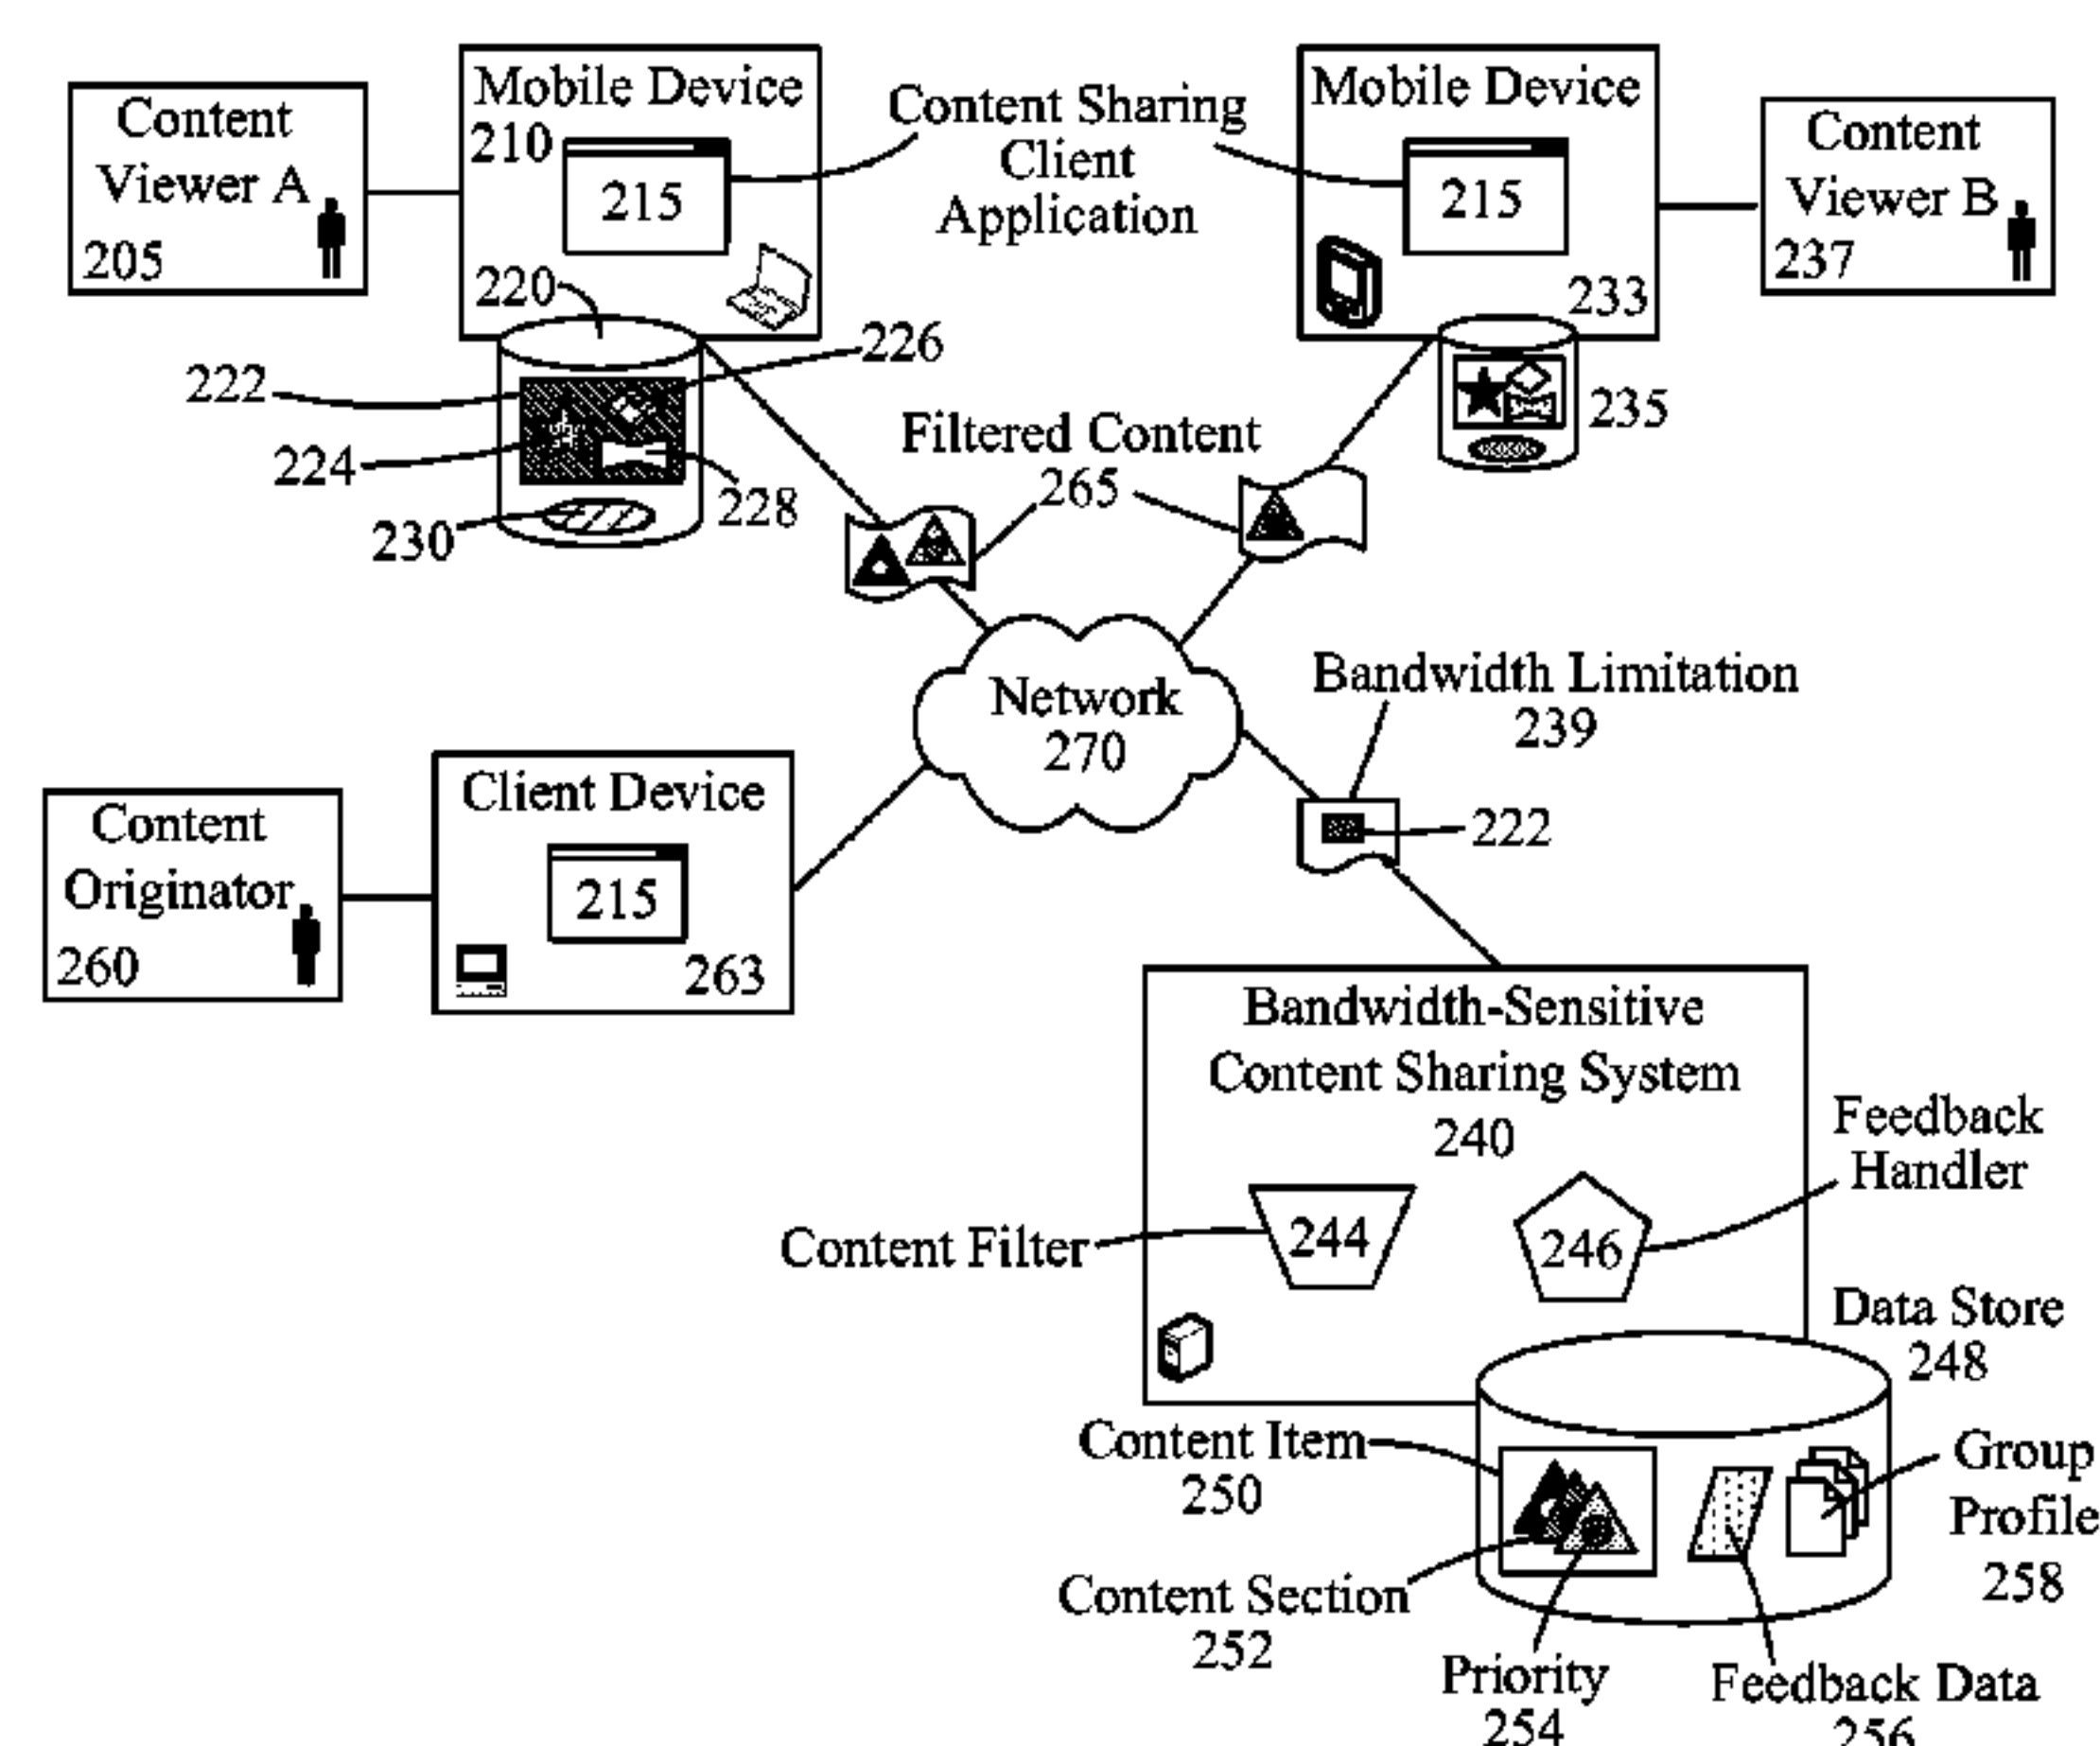 Content
Viewer A
205
Mobile Device
210
215
Content Sharing
Client
Application
Mobile Device
215
233
Content
Viewer B
237
220
222
224
226
228
230
235
Filtered Content
265
Network
270
Bandwidth Limitation
239
222
Content
Originator
260
Client Device
215
263
Bandwidth-Sensitive
Content Sharing System
240
Feedback
Handler
Content Filter
244
246
Data Store
248
Content Item
250
Group
Profile
258
Content Section
252
Priority
254
Feedback Data
256